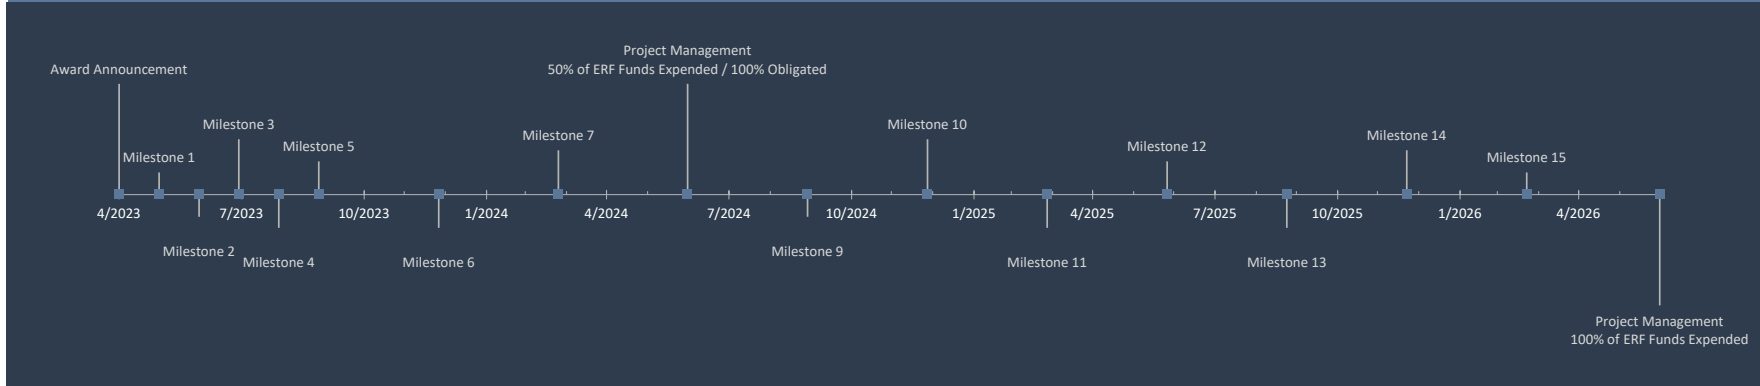 Project Management
Award Announcement
50% of ERF Funds Expended / 100% Obligated
Milestone 3
Milestone 10
Milestone 7
Milestone 14
Milestone 5
Milestone 12
Milestone 1
Milestone 15
4/2023
7/2023
10/2023
1/2024
4/2024
7/2024
10/2024
1/2025
4/2025
7/2025
10/2025
1/2026
4/2026
Milestone 2
Milestone 9
Milestone 4
Milestone 6
Milestone 11
Milestone 13
Project Management
100% of ERF Funds Expended